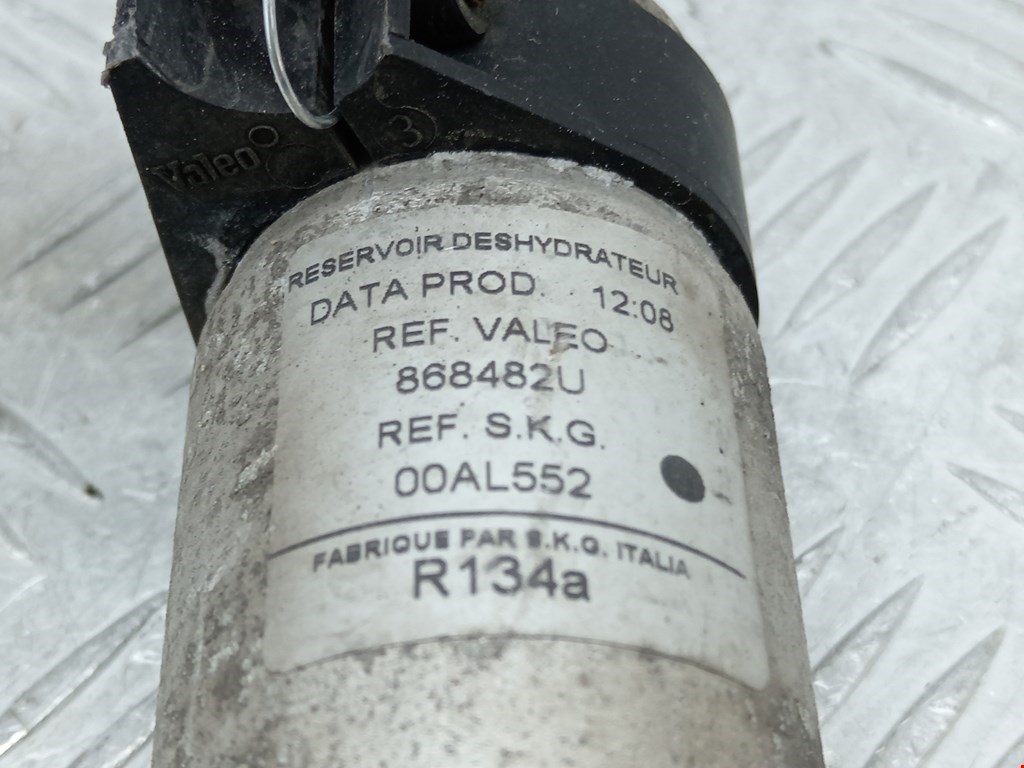 3
Valeo
RESERVOIR DESHYDRATEUR
DATA PROD. 12:08
REF. VALEO
868482U
REF. S.K.G.
00AL552
FABRIQUE PAR S.K.G. ITALIA
R134a